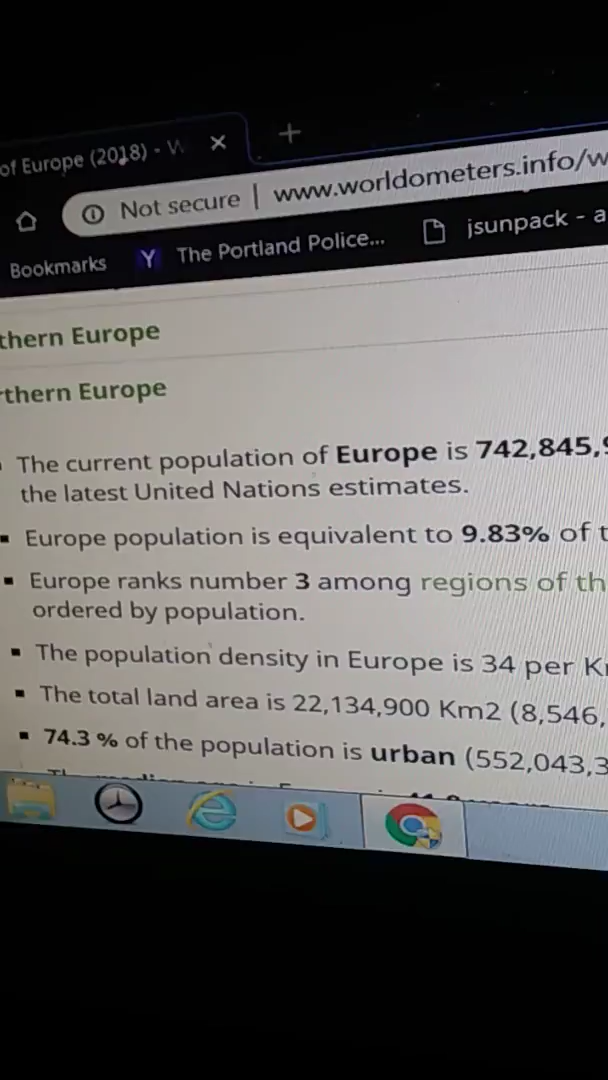 of Europe (2018) - W
Not secure | www.worldometers.info/w
Bookmarks Y The Portland Police... jsunpack - a
thern Europe
rthern Europe
The current population of Europe is 742,845,9
the latest United Nations estimates.
Europe population is equivalent to 9.83% of t
Europe ranks number 3 among regions of th
ordered by population.
The population density in Europe is 34 per K
The total land area is 22,134,900 Km2 (8,546,
74.3 % of the population is urban (552,043,3